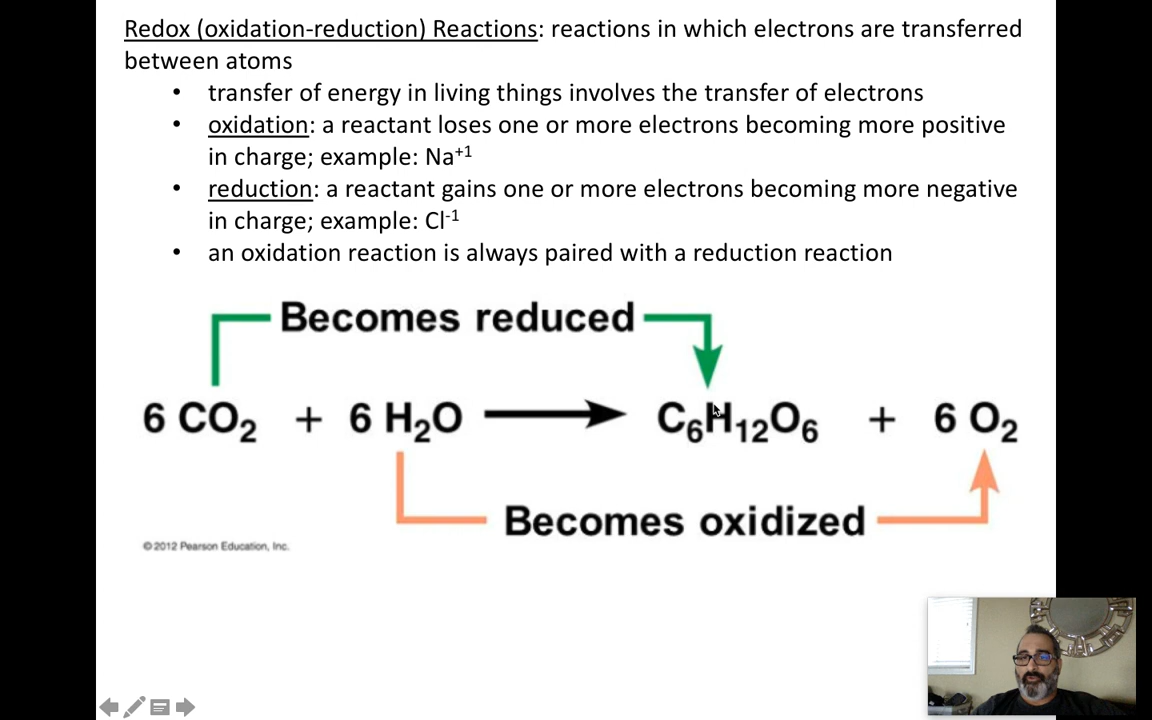 Redox (oxidation-reduction) Reactions: reactions in which electrons are transferred
between atoms
• transfer of energy in living things involves the transfer of electrons
• oxidation: a reactant loses one or more electrons becoming more positive
in charge; example: Na⁺¹
• reduction: a reactant gains one or more electrons becoming more negative
in charge; example: Cl⁻¹
• an oxidation reaction is always paired with a reduction reaction
Becomes reduced
6 CO₂ + 6 H₂O → C₆H₁₂O₆ + 6 O₂
Becomes oxidized
© 2012 Pearson Education, Inc.